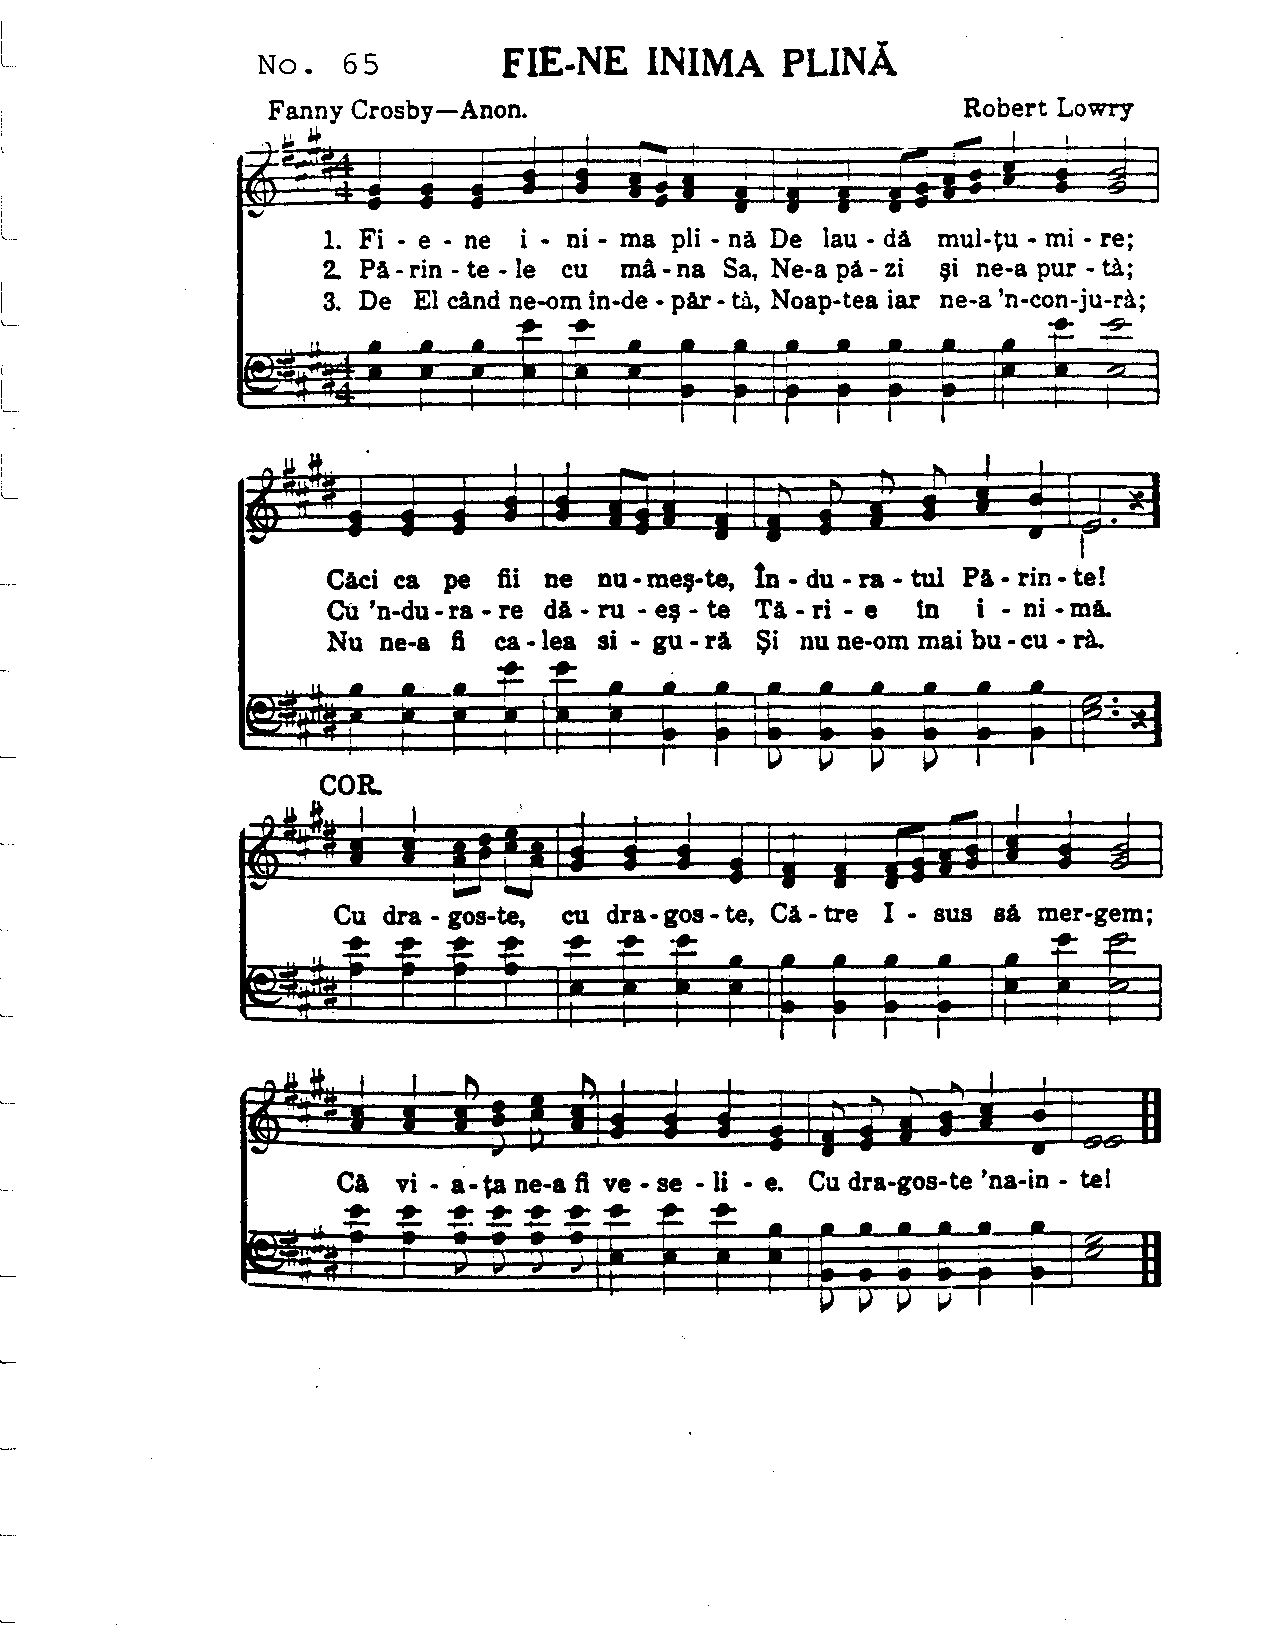 No. 65 FIE-NE INIMA PLINĂ
Fanny Crosby—Anon. Robert Lowry
1. Fi - e - ne i - ni - ma pli - nă De lau - dă mul-ţu - mi - re;
2. Pă - rin - te - le cu mâ - na Sa, Ne-a pă - zi şi ne-a pur - tà;
3. De El când ne-om în-de - păr - tà, Noap-tea iar ne-a 'n-con-ju-rà;
Căci ca pe fii ne nu-meş-te, În - du - ra - tul Pă - rin - te!
Cu 'n-du - ra - re dă - ru - eş - te Tă - ri - e în i - ni - mă.
Nu ne-a fi ca - lea si - gu - ră Şi nu ne-om mai bu - cu - rà.
COR.
Cu dra - gos-te, cu dra - gos - te, Că - tre I - sus să mer-gem;
Că vi - a-ţa ne-a fi ve - se - li - e. Cu dra-gos-te 'na-in - te!